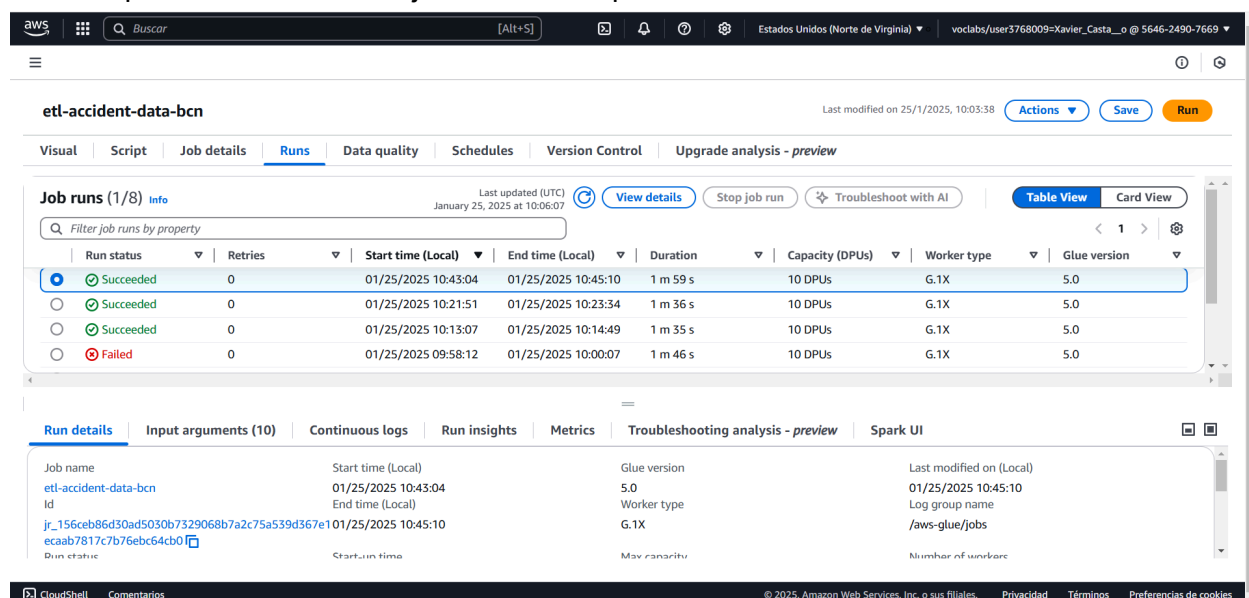 aws Buscar [Alt+S] Estados Unidos (Norte de Virginia) ▼ voclabs/user3768009=Xavier_Casta__o @ 5646-2490-7669 ▼
etl-accident-data-bcn Last modified on 25/1/2025, 10:03:38 Actions ▼ Save Run
Visual Script Job details Runs Data quality Schedules Version Control Upgrade analysis - preview
Job runs (1/8) Info Last updated (UTC) January 25, 2025 at 10:06:07 View details Stop job run Troubleshoot with AI Table View Card View
Filter job runs by property 1
Run status Retries Start time (Local) End time (Local) Duration Capacity (DPUs) Worker type Glue version
Succeeded 0 01/25/2025 10:43:04 01/25/2025 10:45:10 1 m 59 s 10 DPUs G.1X 5.0
Succeeded 0 01/25/2025 10:21:51 01/25/2025 10:23:34 1 m 36 s 10 DPUs G.1X 5.0
Succeeded 0 01/25/2025 10:13:07 01/25/2025 10:14:49 1 m 35 s 10 DPUs G.1X 5.0
Failed 0 01/25/2025 09:58:12 01/25/2025 10:00:07 1 m 46 s 10 DPUs G.1X 5.0
Run details Input arguments (10) Continuous logs Run insights Metrics Troubleshooting analysis - preview Spark UI
Job name Start time (Local) Glue version Last modified on (Local)
etl-accident-data-bcn 01/25/2025 10:43:04 5.0 01/25/2025 10:45:10
Id End time (Local) Worker type Log group name
jr_156ceb86d30ad5030b7329068b7a2c75a539d367e1 01/25/2025 10:45:10 G.1X /aws-glue/jobs
ecaab7817c7b76ebc64cb0
Run status Start-up time Max capacity Number of workers
CloudShell Comentarios © 2025, Amazon Web Services, Inc. o sus filiales. Privacidad Términos Preferencias de cookies